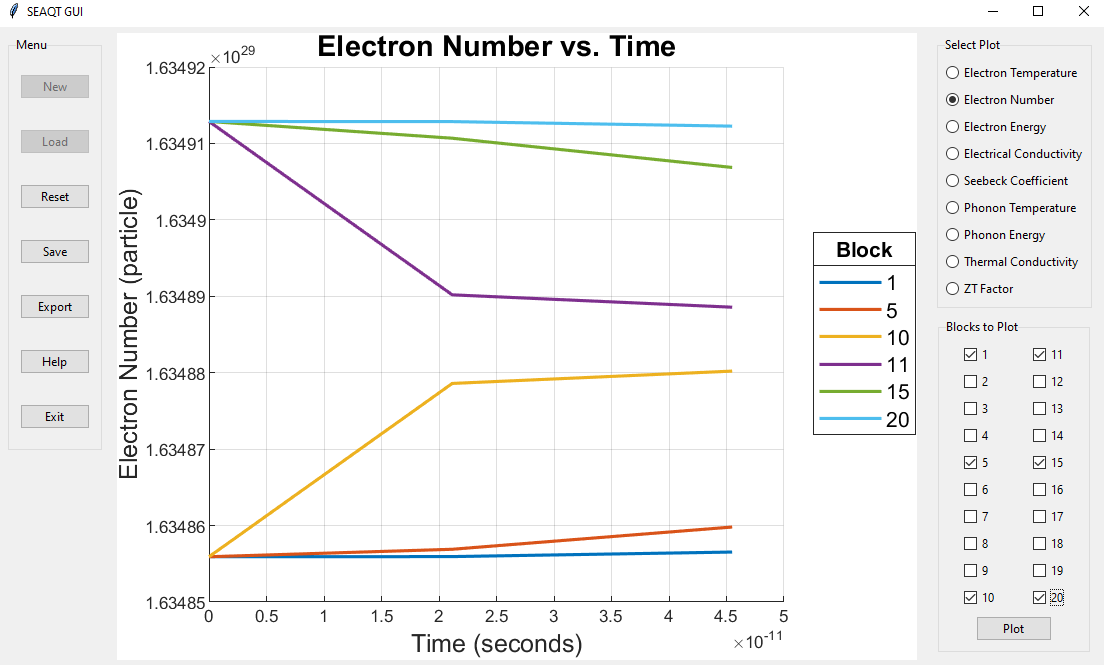 SEAQT GUI
Menu
New
Load
Reset
Save
Export
Help
Exit
Electron Number vs. Time
×10^29
1.63492
1.63491
1.6349
1.63489
1.63488
1.63487
1.63486
1.63485
Electron Number (particle)
0 0.5 1 1.5 2 2.5 3 3.5 4 4.5 5
Time (seconds)
×10^-11
Block
1
5
10
11
15
20
Select Plot
Electron Temperature
Electron Number
Electron Energy
Electrical Conductivity
Seebeck Coefficient
Phonon Temperature
Phonon Energy
Thermal Conductivity
ZT Factor
Blocks to Plot
1 11
2 12
3 13
4 14
5 15
6 16
7 17
8 18
9 19
10 20
Plot